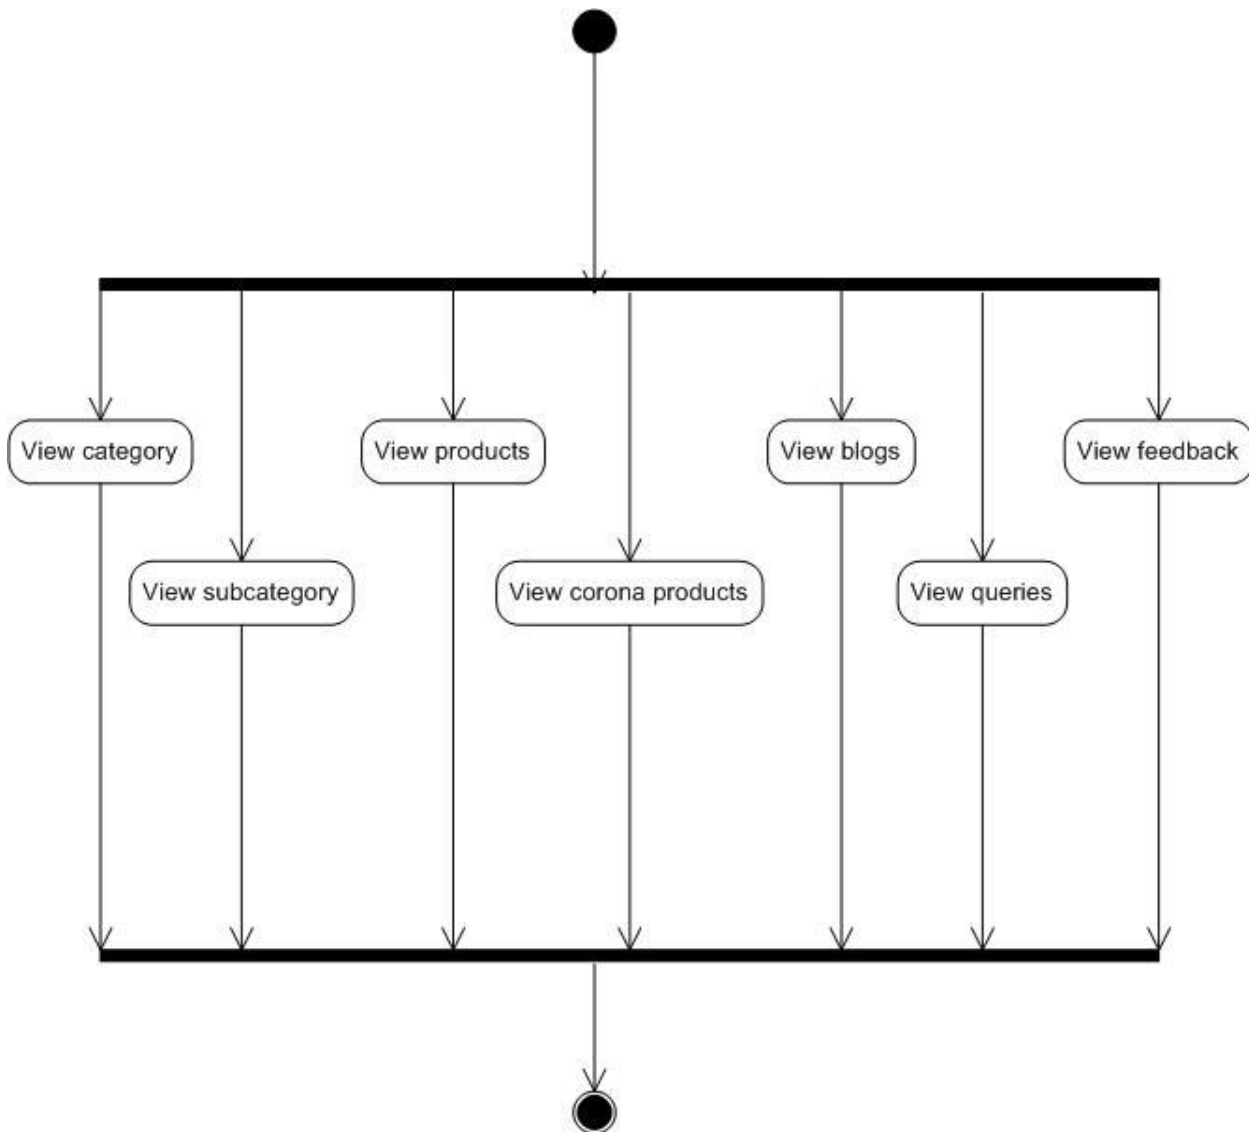 View category
View products
View blogs
View feedback
View subcategory
View corona products
View queries